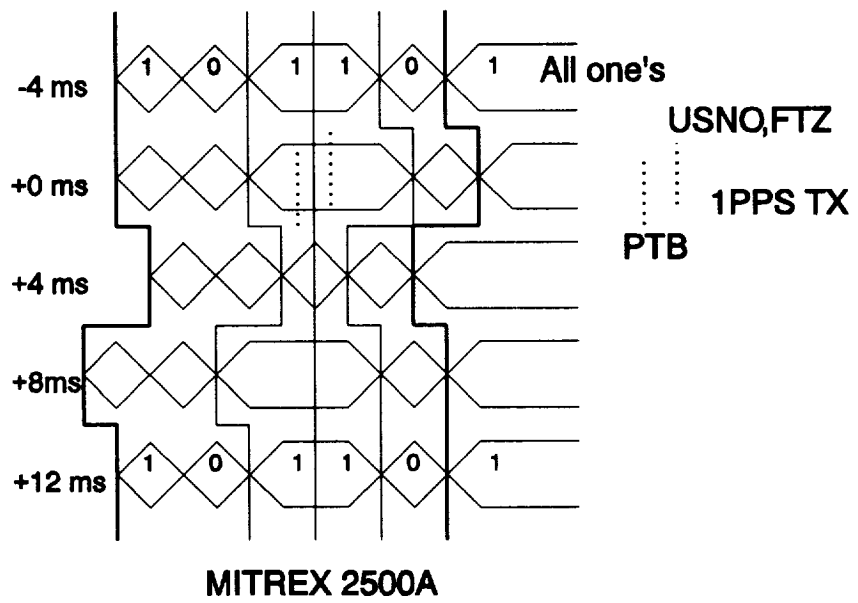 -4 ms 1 0 1 1 0 1 All one's
USNO,FTZ
+0 ms
1PPS TX
PTB
+4 ms
+8ms
+12 ms 1 0 1 1 0 1
MITREX 2500A